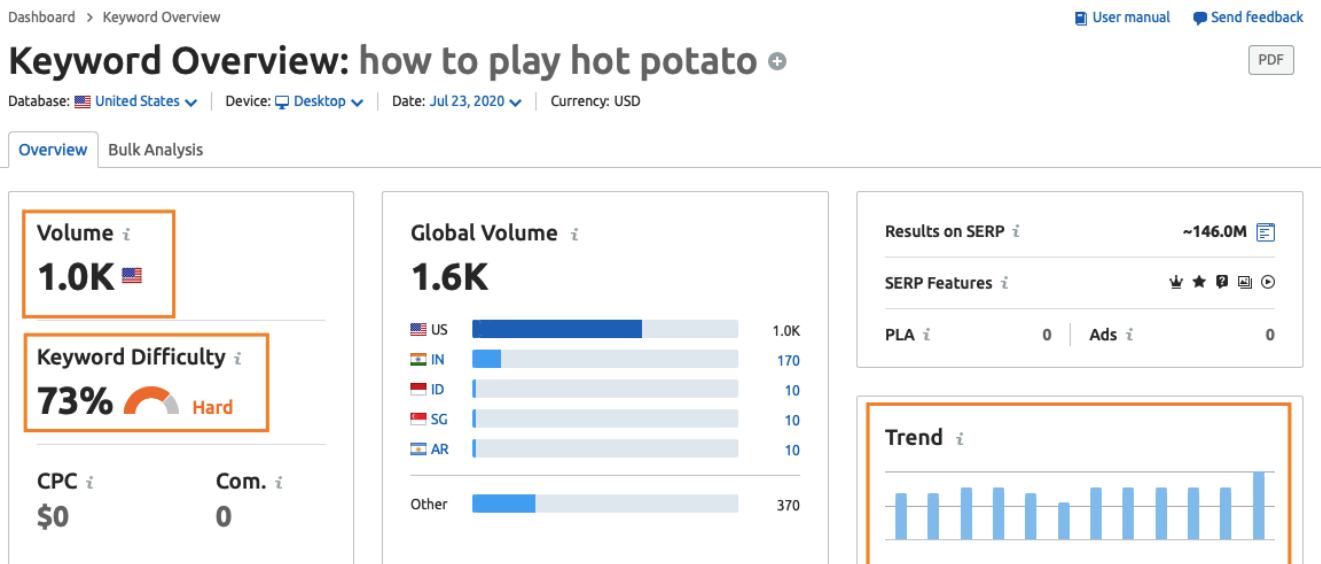 Dashboard > Keyword Overview
User manual
Send feedback
Keyword Overview: how to play hot potato
PDF
Database: United States
Device: Desktop
Date: Jul 23, 2020
Currency: USD
Overview
Bulk Analysis
Volume i
1.0K
Keyword Difficulty i
73% Hard
CPC i
$0
Com. i
0
Global Volume i
1.6K
US 1.0K
IN 170
ID 10
SG 10
AR 10
Other 370
Results on SERP i ~146.0M
SERP Features i
PLA i 0
Ads i 0
Trend i